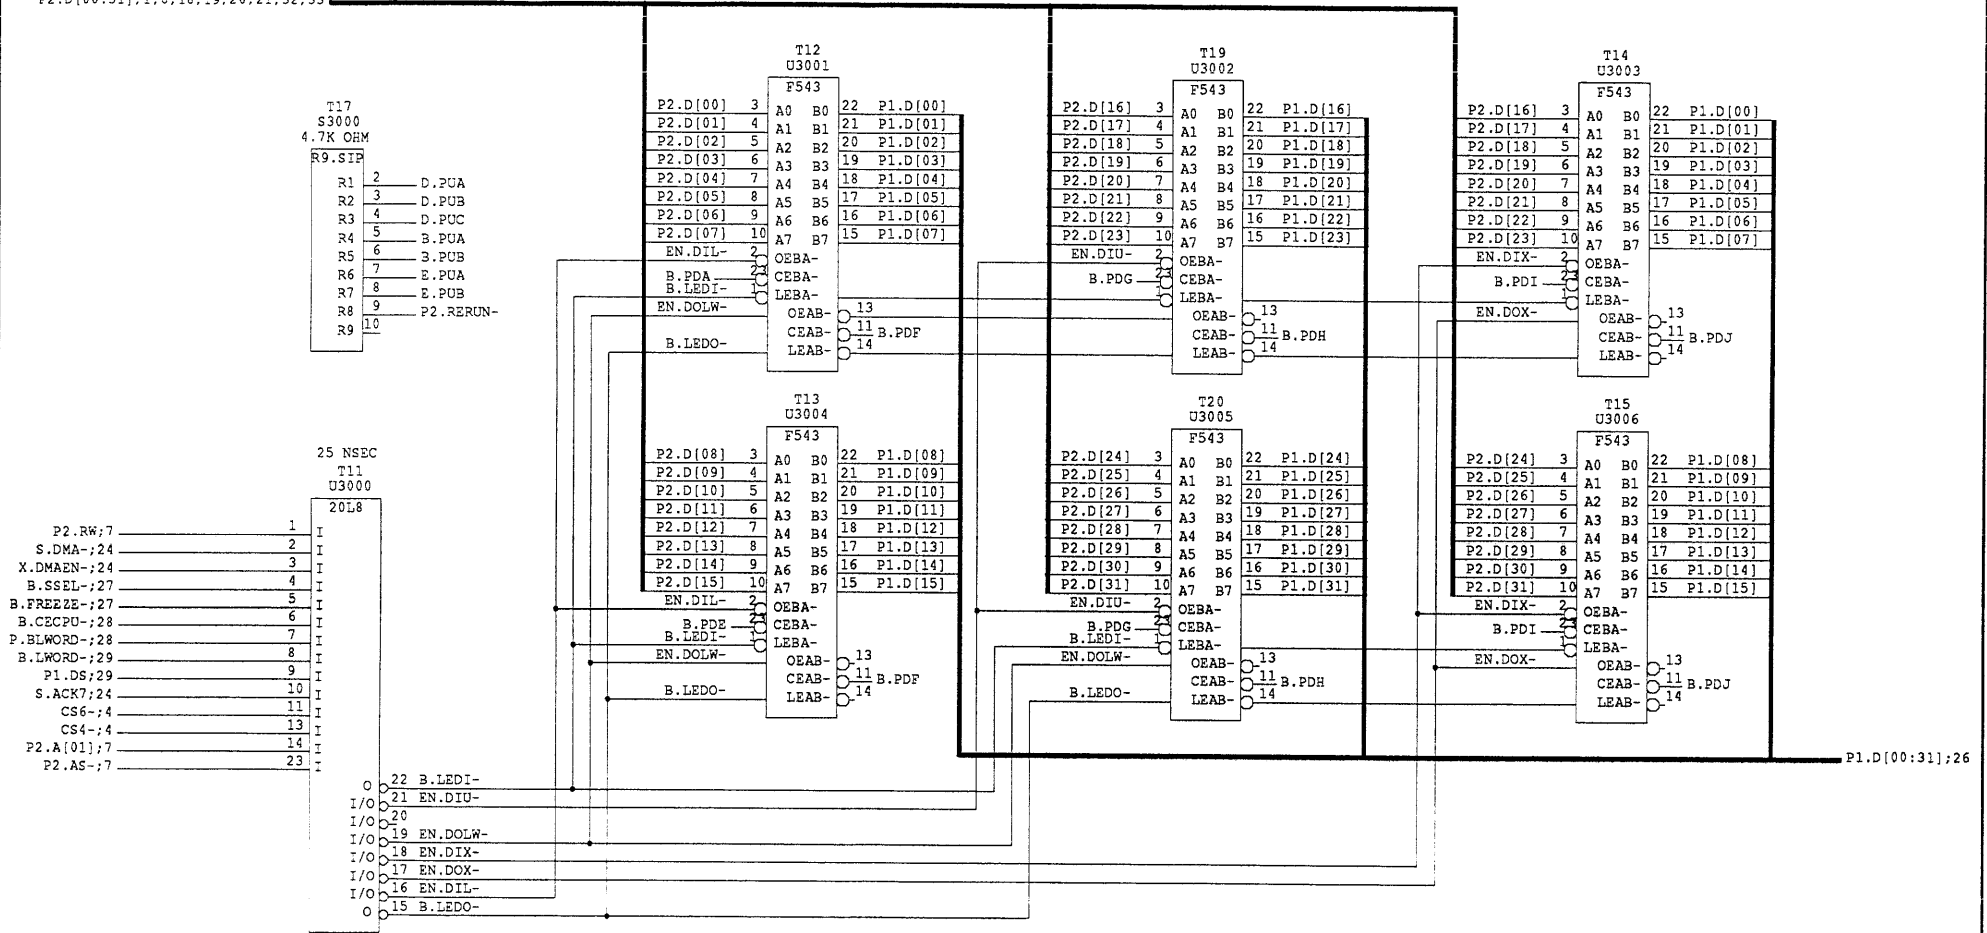 T17
S3000
4.7K OHM
R9.SIP
R1 2 D.PUA
R2 3 D.PUB
R3 4 D.PUC
R4 5 B.PUA
R5 6 B.PUB
R6 7 E.PUA
R7 8 E.PUB
R8 9 P2.RERUN-
R9 10
25 NSEC
T11
U3000
20L8
P2.RW;7 1 I
S.DMA-;24 2 I
X.DMAEN-;24 3 I
B.SSEL-;27 4 I
B.FREEZE-;27 5 I
B.CECPU-;28 6 I
P.BLWORD-;28 7 I
B.LWORD-;29 8 I
P1.DS;29 9 I
S.ACK7;24 10 I
CS6-;4 11 I
CS4-;4 13 I
P2.A[01];7 14 I
P2.AS-;7 23 I
O 22 B.LEDI-
I/O 21 EN.DIU-
I/O 20
I/O 19 EN.DOLW-
I/O 18 EN.DIX-
I/O 17 EN.DOX-
I/O 16 EN.DIL-
O 15 B.LEDO-
T12
U3001
F543
P2.D[00] 3 A0 B0 22 P1.D[00]
P2.D[01] 4 A1 B1 21 P1.D[01]
P2.D[02] 5 A2 B2 20 P1.D[02]
P2.D[03] 6 A3 B3 19 P1.D[03]
P2.D[04] 7 A4 B4 18 P1.D[04]
P2.D[05] 8 A5 B5 17 P1.D[05]
P2.D[06] 9 A6 B6 16 P1.D[06]
P2.D[07] 10 A7 B7 15 P1.D[07]
EN.DIL- 2 OEBA-
B.PDA 23 CEBA-
B.LEDI- 1 LEBA-
EN.DOLW- OEAB- 13
CEAB- 11 B.PDF
B.LEDO- LEAB- 14
T19
U3002
F543
P2.D[16] 3 A0 B0 22 P1.D[16]
P2.D[17] 4 A1 B1 21 P1.D[17]
P2.D[18] 5 A2 B2 20 P1.D[18]
P2.D[19] 6 A3 B3 19 P1.D[19]
P2.D[20] 7 A4 B4 18 P1.D[20]
P2.D[21] 8 A5 B5 17 P1.D[21]
P2.D[22] 9 A6 B6 16 P1.D[22]
P2.D[23] 10 A7 B7 15 P1.D[23]
EN.DIU- 2 OEBA-
B.PDG 23 CEBA-
1 LEBA-
OEAB- 13
CEAB- 11 B.PDH
LEAB- 14
T14
U3003
F543
P2.D[16] 3 A0 B0 22 P1.D[00]
P2.D[17] 4 A1 B1 21 P1.D[01]
P2.D[18] 5 A2 B2 20 P1.D[02]
P2.D[19] 6 A3 B3 19 P1.D[03]
P2.D[20] 7 A4 B4 18 P1.D[04]
P2.D[21] 8 A5 B5 17 P1.D[05]
P2.D[22] 9 A6 B6 16 P1.D[06]
P2.D[23] 10 A7 B7 15 P1.D[07]
EN.DIX- 2 OEBA-
B.PDI 23 CEBA-
1 LEBA-
EN.DOX- OEAB- 13
CEAB- 11 B.PDJ
LEAB- 14
T13
U3004
F543
P2.D[08] 3 A0 B0 22 P1.D[08]
P2.D[09] 4 A1 B1 21 P1.D[09]
P2.D[10] 5 A2 B2 20 P1.D[10]
P2.D[11] 6 A3 B3 19 P1.D[11]
P2.D[12] 7 A4 B4 18 P1.D[12]
P2.D[13] 8 A5 B5 17 P1.D[13]
P2.D[14] 9 A6 B6 16 P1.D[14]
P2.D[15] 10 A7 B7 15 P1.D[15]
EN.DIL- 2 OEBA-
B.PDE 23 CEBA-
B.LEDI- 1 LEBA-
EN.DOLW- OEAB- 13
CEAB- 11 B.PDF
B.LEDO- LEAB- 14
T20
U3005
F543
P2.D[24] 3 A0 B0 22 P1.D[24]
P2.D[25] 4 A1 B1 21 P1.D[25]
P2.D[26] 5 A2 B2 20 P1.D[26]
P2.D[27] 6 A3 B3 19 P1.D[27]
P2.D[28] 7 A4 B4 18 P1.D[28]
P2.D[29] 8 A5 B5 17 P1.D[29]
P2.D[30] 9 A6 B6 16 P1.D[30]
P2.D[31] 10 A7 B7 15 P1.D[31]
EN.DIU- 2 OEBA-
B.PDG 23 CEBA-
B.LEDI- 1 LEBA-
EN.DOLW- OEAB- 13
CEAB- 11 B.PDH
B.LEDO- LEAB- 14
T15
U3006
F543
P2.D[24] 3 A0 B0 22 P1.D[08]
P2.D[25] 4 A1 B1 21 P1.D[09]
P2.D[26] 5 A2 B2 20 P1.D[10]
P2.D[27] 6 A3 B3 19 P1.D[11]
P2.D[28] 7 A4 B4 18 P1.D[12]
P2.D[29] 8 A5 B5 17 P1.D[13]
P2.D[30] 9 A6 B6 16 P1.D[14]
P2.D[31] 10 A7 B7 15 P1.D[15]
EN.DIX- 2 OEBA-
B.PDI 23 CEBA-
1 LEBA-
EN.DOX- OEAB- 13
CEAB- 11 B.PDJ
LEAB- 14
P1.D[00:31];26